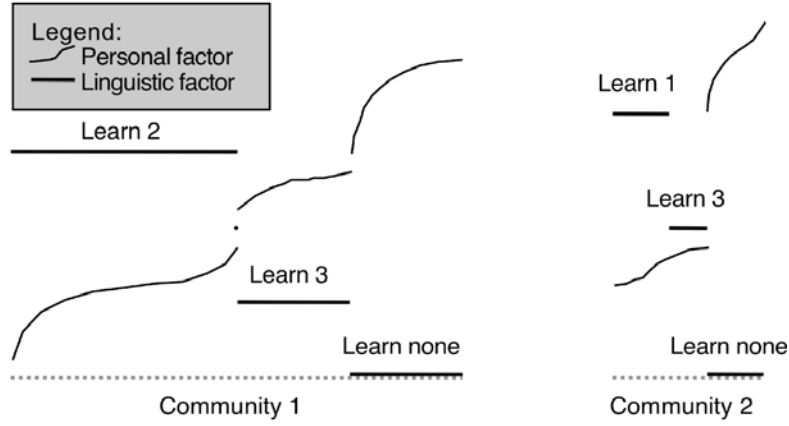 Legend:
Personal factor
Linguistic factor
Learn 2
Learn 3
Learn none
Community 1
Learn 1
Learn 3
Learn none
Community 2